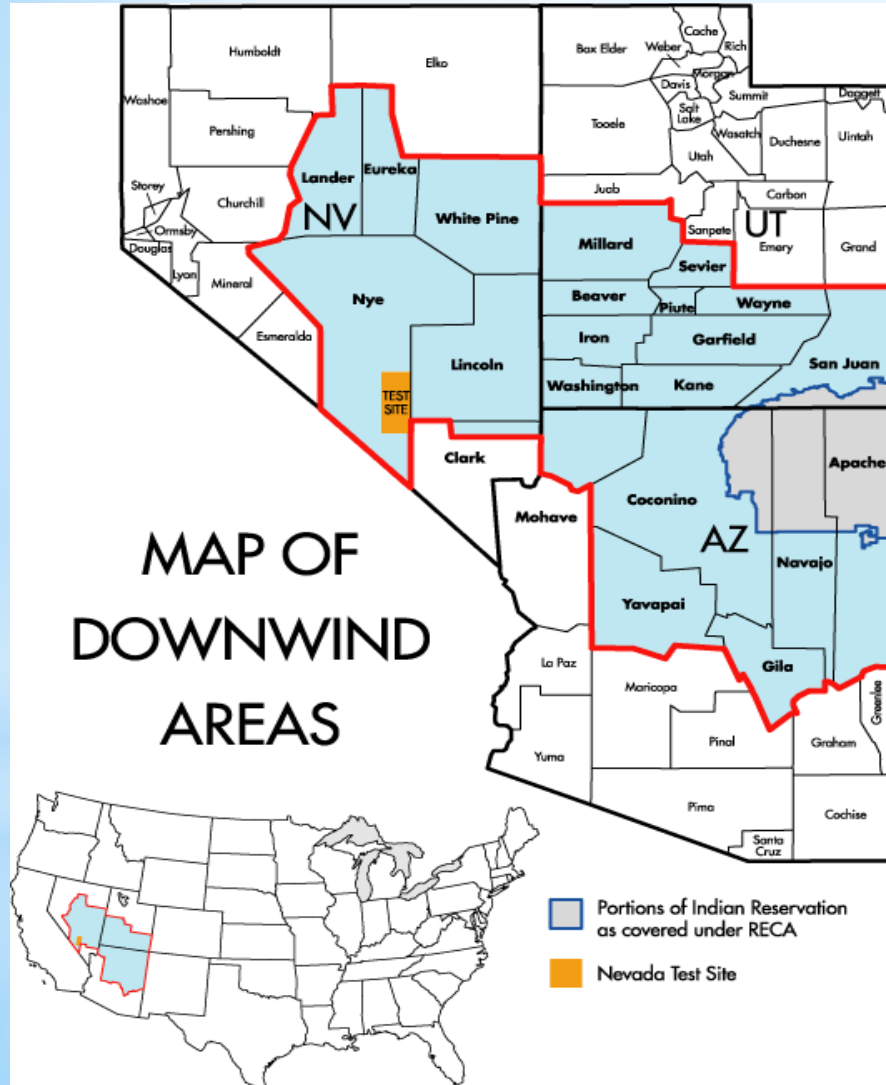 Humboldt
Elko
Box Elder
Cache
Weber
Rich
Morgan
Davis
Summit
Daggett
Washoe
Pershing
Tooele
Salt
Lake
Wasatch
Duchesne
Uintah
Utah
Lander
Eureka
Juab
Carbon
Storey
Churchill
NV
White Pine
Sanpete
UT
Ormsby
Millard
Emery
Grand
Douglas
Lyon
Mineral
Sevier
Nye
Beaver
Piute
Wayne
Esmeralda
Iron
Garfield
Lincoln
San Juan
TEST
SITE
Washington
Kane
Clark
Apache
Coconino
Mohave
AZ
Navajo
Yavapai
La Paz
Gila
Maricopa
Greenlee
Yuma
Pinal
Graham
Pima
Cochise
Santa
Cruz
MAP OF
DOWNWIND
AREAS
Portions of Indian Reservation
as covered under RECA
Nevada Test Site